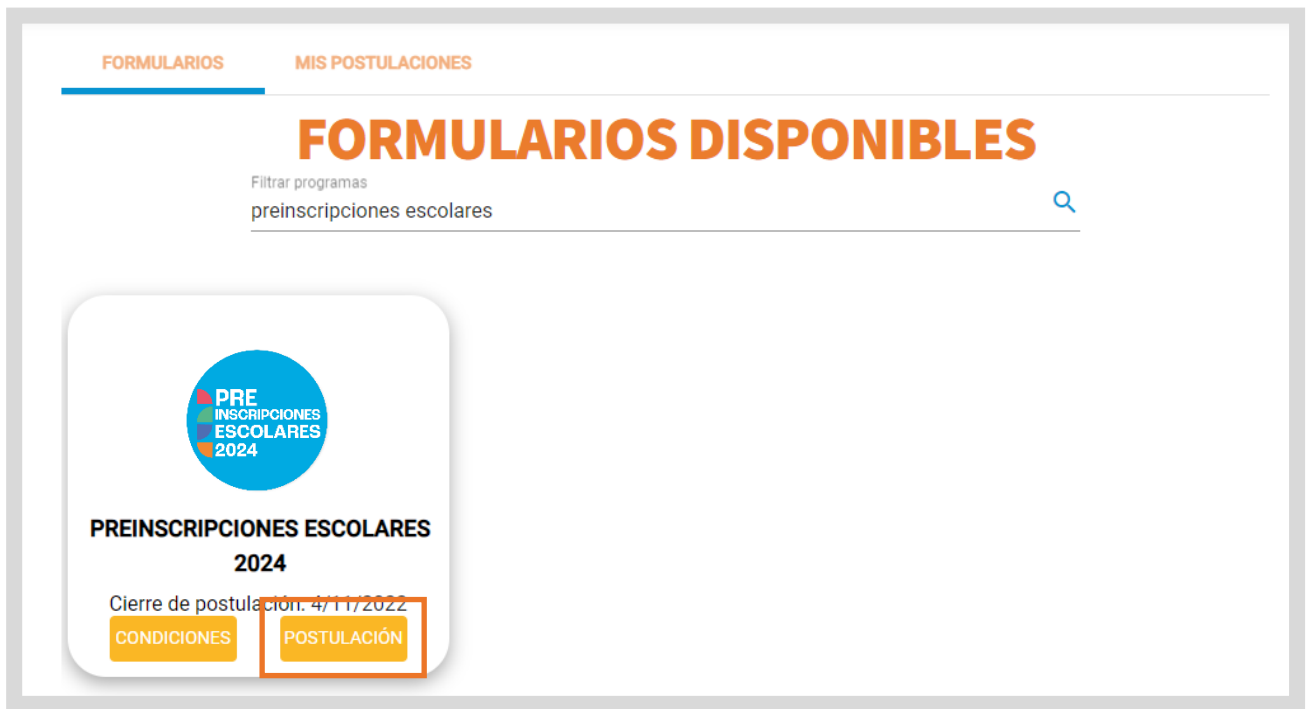 FORMULARIOS MIS POSTULACIONES
FORMULARIOS DISPONIBLES
Filtrar programas
preinscripciones escolares
PRE
INSCRIPCIONES
ESCOLARES
2024
PREINSCRIPCIONES ESCOLARES
2024
Cierre de postulación: 4/11/2022
CONDICIONES POSTULACIÓN